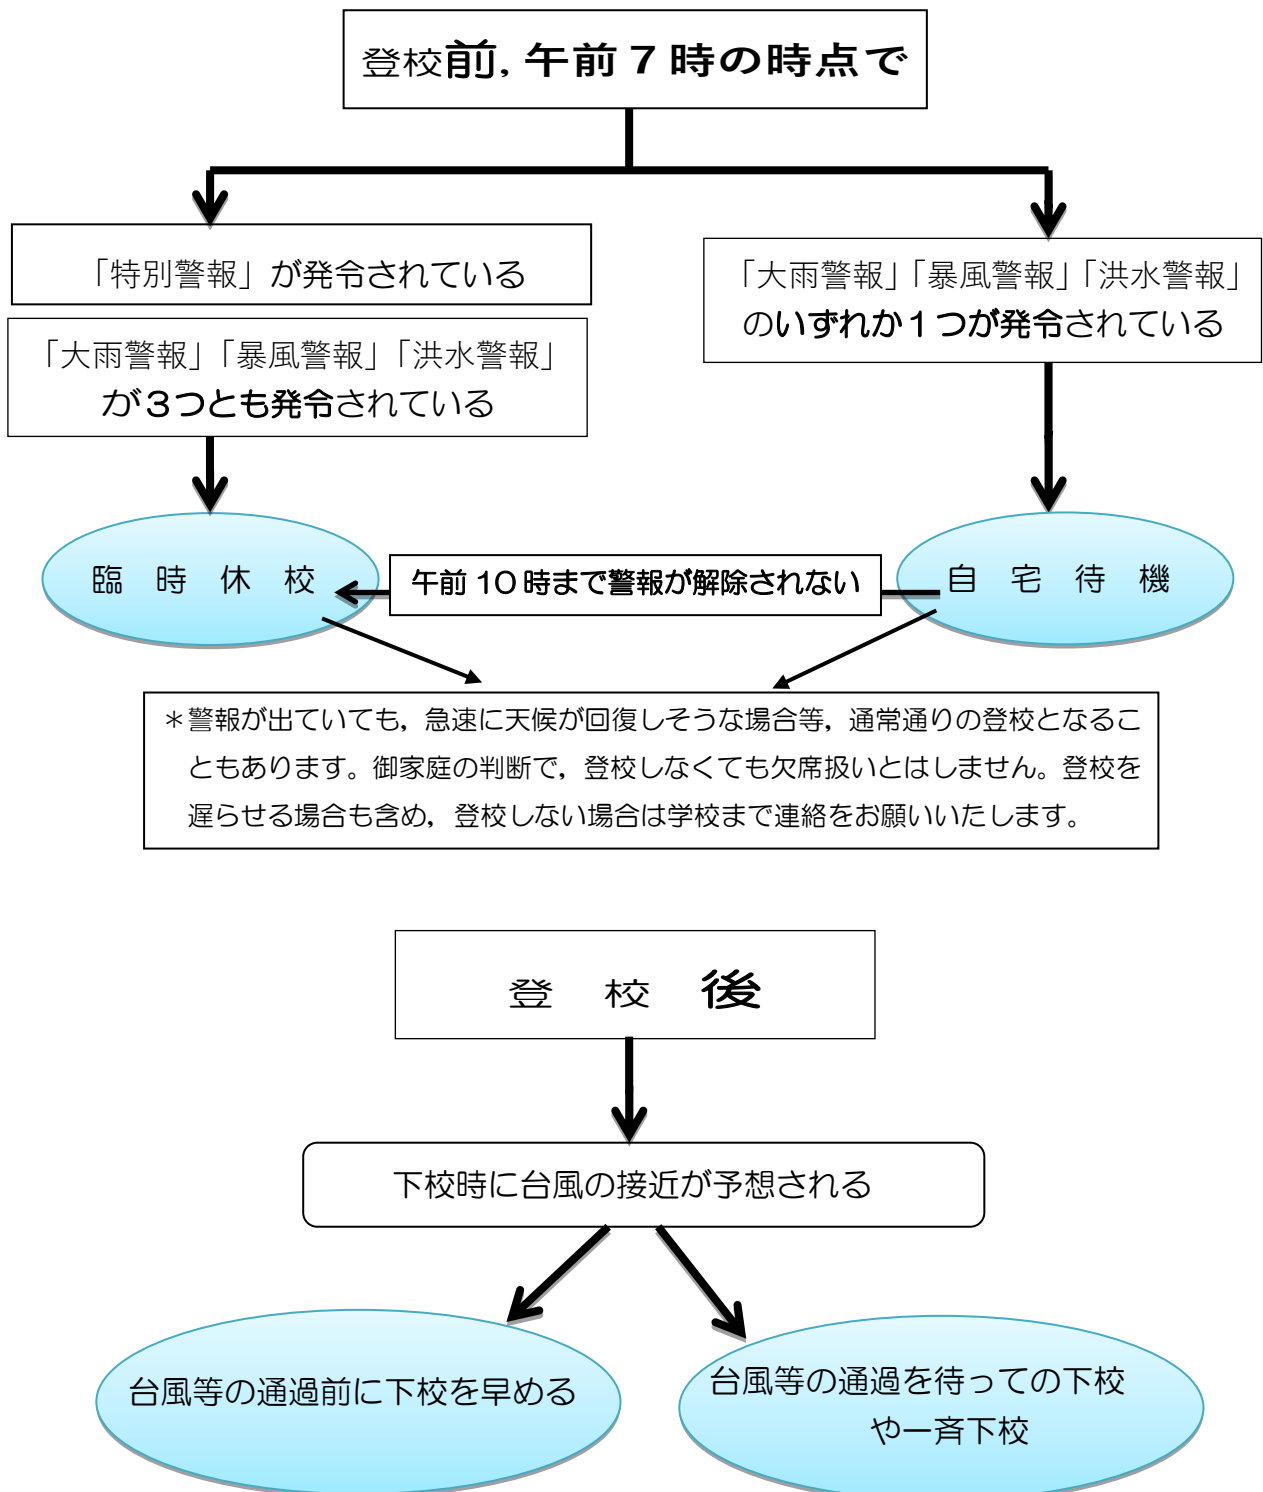 登校前，午前７時の時点で
「特別警報」が発令されている
「大雨警報」「暴風警報」「洪水警報」
が３つとも発令されている
「大雨警報」「暴風警報」「洪水警報」
のいずれか１つが発令されている
臨　時　休　校
午前 10 時まで警報が解除されない
自　宅　待　機
＊警報が出ていても，急速に天候が回復しそうな場合等，通常通りの登校となるこ
ともあります。御家庭の判断で，登校しなくても欠席扱いとはしません。登校を
遅らせる場合も含め，登校しない場合は学校まで連絡をお願いいたします。
登　校　後
下校時に台風の接近が予想される
台風等の通過前に下校を早める
台風等の通過を待っての下校
や一斉下校